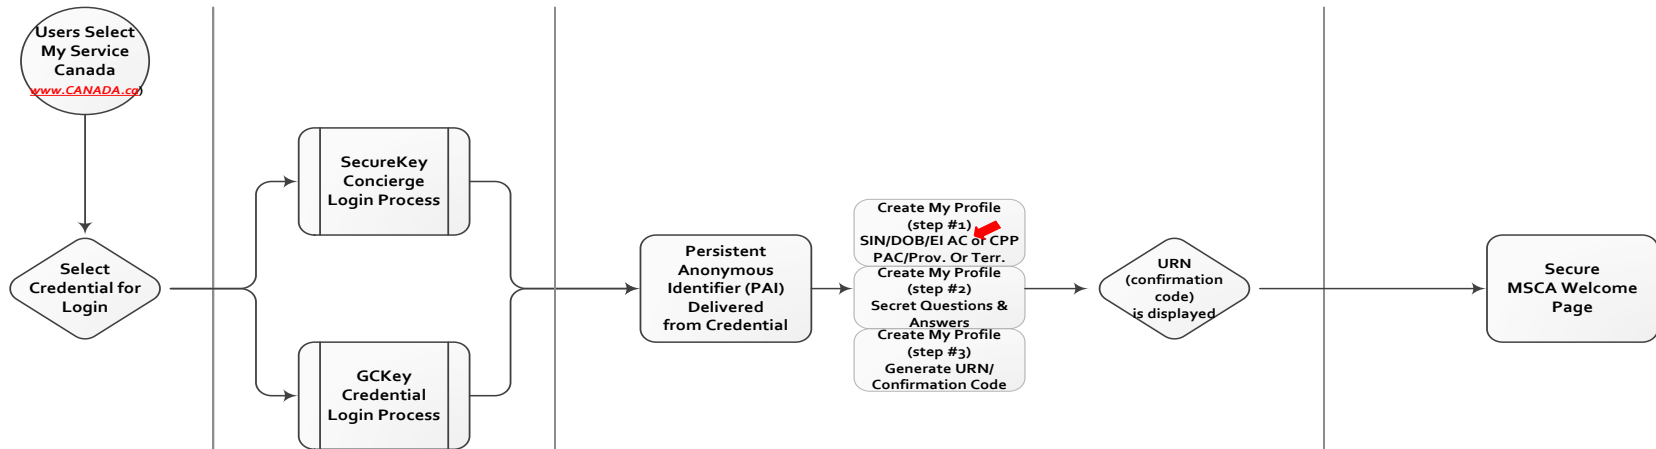 Users Select
My Service
Canada
www.CANADA.ca)
Select
Credential for
Login
SecureKey
Concierge
Login Process
GCKey
Credential
Login Process
Persistent
Anonymous
Identifier (PAI)
Delivered
from Credential
Create My Profile
(step #1)
SIN/DOB/EI AC or CPP
PAC/Prov. Or Terr.
Create My Profile
(step #2)
Secret Questions &
Answers
Create My Profile
(step #3)
Generate URN/
Confirmation Code
URN
(confirmation
code)
is displayed
Secure
MSCA Welcome
Page